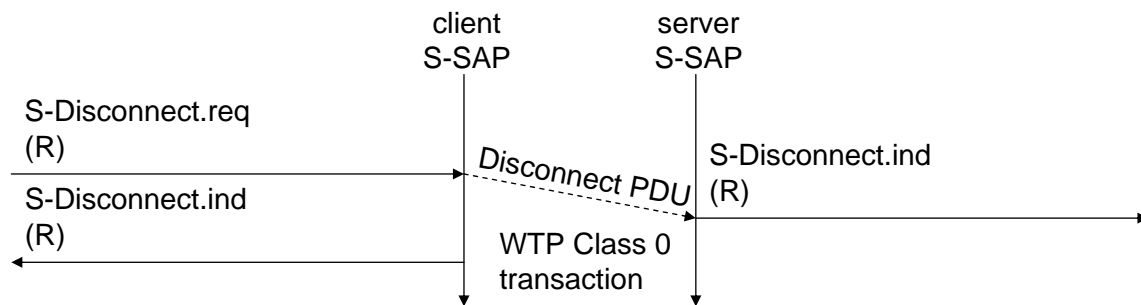 client
S-SAP
server
S-SAP
S-Disconnect.req
(R)
Disconnect PDU
S-Disconnect.ind
(R)
S-Disconnect.ind
(R)
WTP Class 0
transaction